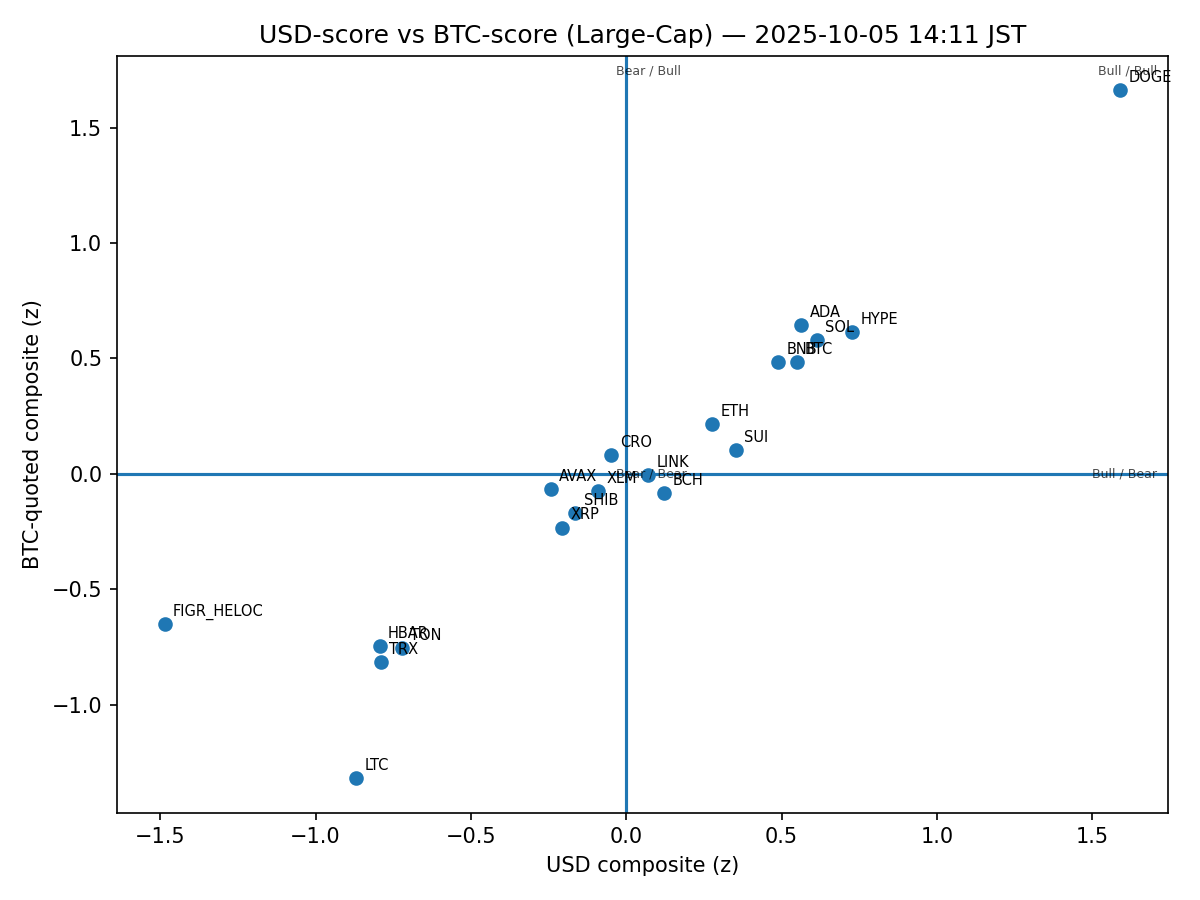 USD-score vs BTC-score (Large-Cap) — 2025-10-05 14:11 JST
Bear / Bull
Bull / Bull
DOGE
1.5
1.0
ADA
HYPE
SOL
BNB
BTC
0.5
ETH
SUI
CRO
LINK
0.0
AVAX
XLM
Bear / Bear
BCH
Bull / Bear
SHIB
XRP
−0.5
FIGR_HELOC
HBAR
TON
TRX
−1.0
LTC
−1.5
−1.0
−0.5
0.0
0.5
1.0
1.5
USD composite (z)
BTC-quoted composite (z)